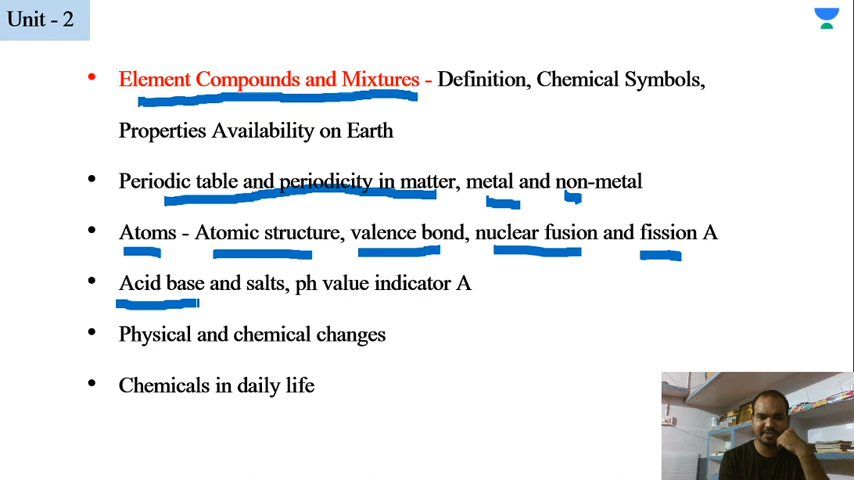 Unit - 2
• Element Compounds and Mixtures - Definition, Chemical Symbols,
Properties Availability on Earth
• Periodic table and periodicity in matter, metal and non-metal
• Atoms - Atomic structure, valence bond, nuclear fusion and fission A
• Acid base and salts, ph value indicator A
• Physical and chemical changes
• Chemicals in daily life